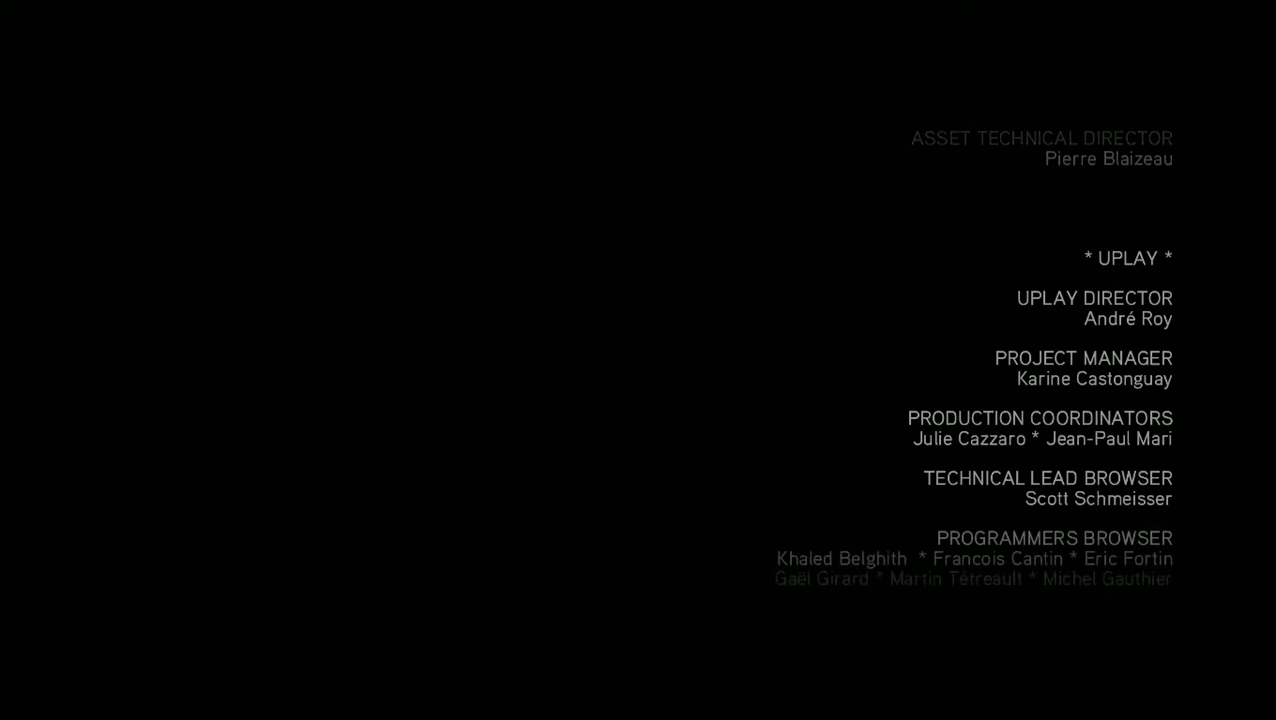 ASSET TECHNICAL DIRECTOR
Pierre Blaizeau
* UPLAY *
UPLAY DIRECTOR
André Roy
PROJECT MANAGER
Karine Castonguay
PRODUCTION COORDINATORS
Julie Cazzaro * Jean-Paul Mari
TECHNICAL LEAD BROWSER
Scott Schmeisser
PROGRAMMERS BROWSER
Khaled Belghith * Francois Cantin * Eric Fortin
Gaël Girard * Martin Tétreault * Michel Gauthier